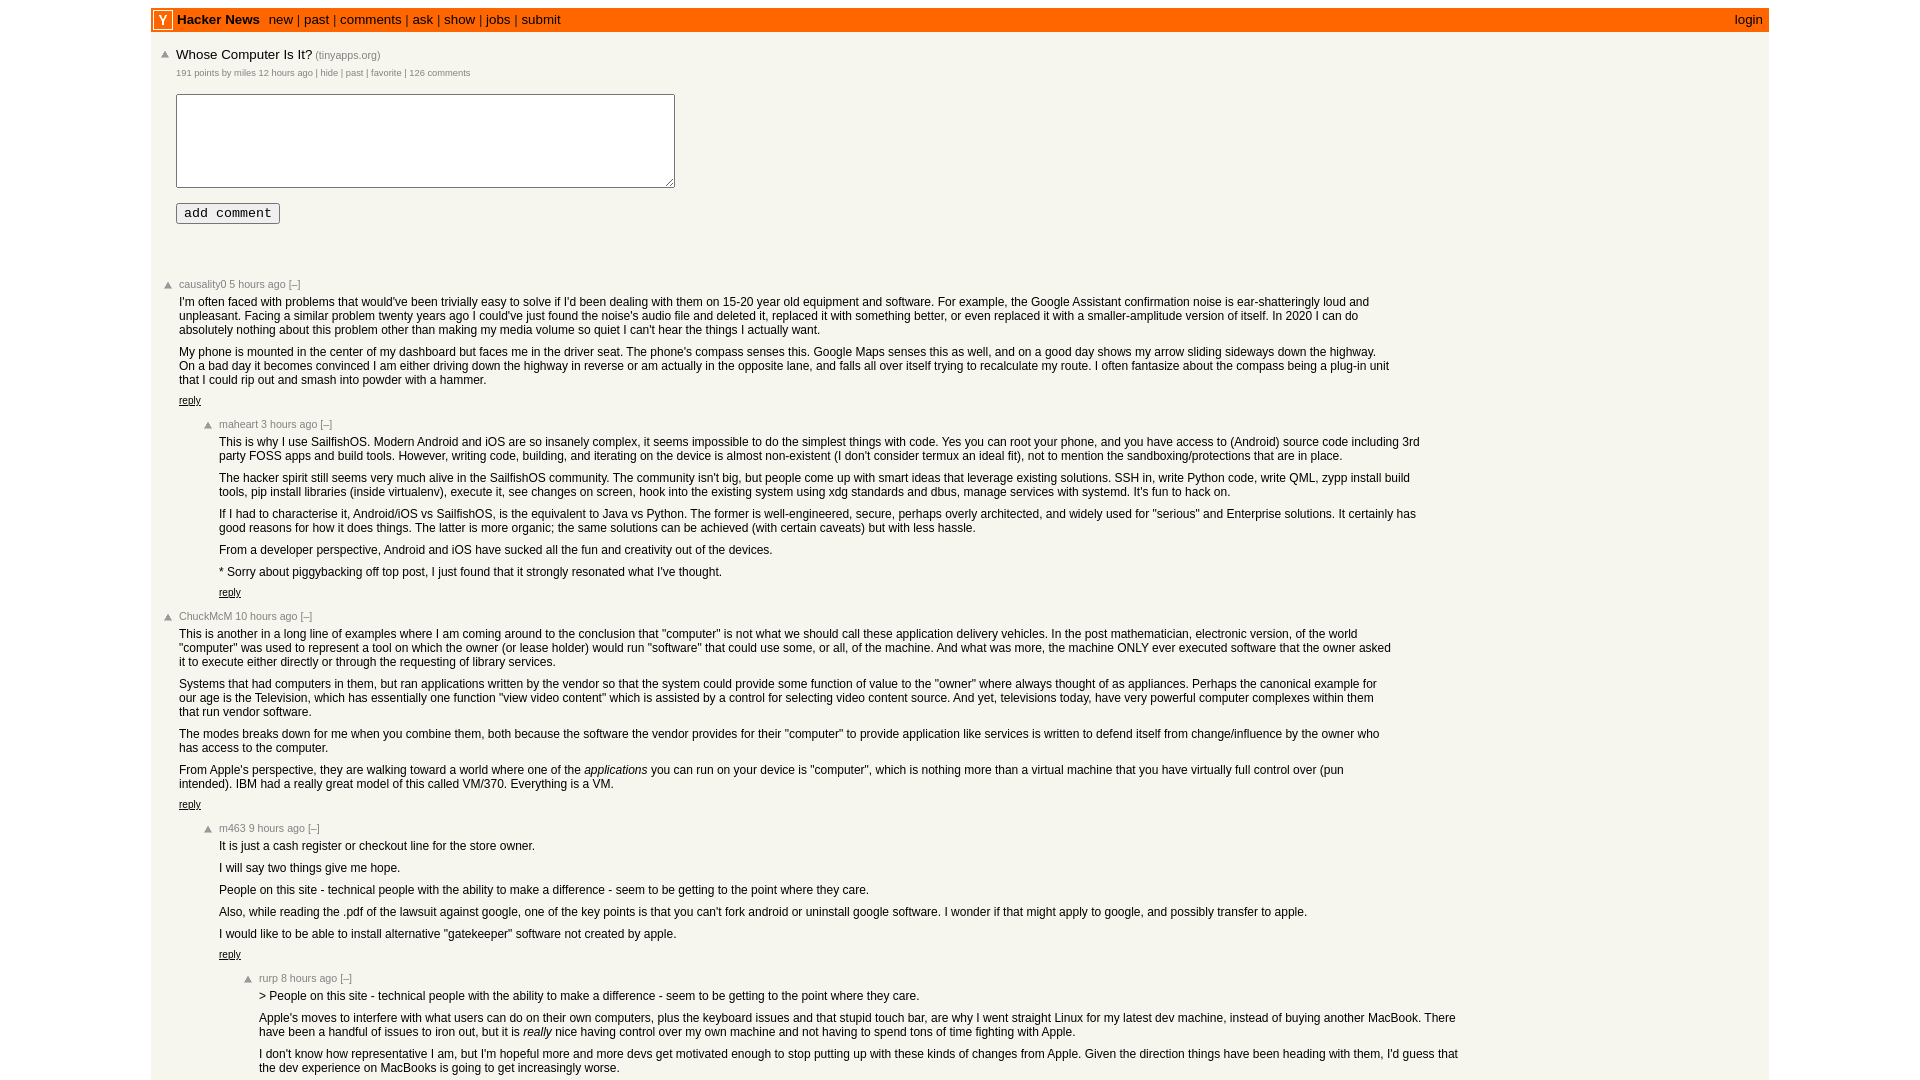 Y Hacker News new | past | comments | ask | show | jobs | submit login
Whose Computer Is It? (tinyapps.org)
191 points by miles 12 hours ago | hide | past | favorite | 126 comments
add comment
causality0 5 hours ago [–]
I'm often faced with problems that would've been trivially easy to solve if I'd been dealing with them on 15-20 year old equipment and software. For example, the Google Assistant confirmation noise is ear-shatteringly loud and
unpleasant. Facing a similar problem twenty years ago I could've just found the noise's audio file and deleted it, replaced it with something better, or even replaced it with a smaller-amplitude version of itself. In 2020 I can do
absolutely nothing about this problem other than making my media volume so quiet I can't hear the things I actually want.
My phone is mounted in the center of my dashboard but faces me in the driver seat. The phone's compass senses this. Google Maps senses this as well, and on a good day shows my arrow sliding sideways down the highway.
On a bad day it becomes convinced I am either driving down the highway in reverse or am actually in the opposite lane, and falls all over itself trying to recalculate my route. I often fantasize about the compass being a plug-in unit
that I could rip out and smash into powder with a hammer.
reply
maheart 3 hours ago [–]
This is why I use SailfishOS. Modern Android and iOS are so insanely complex, it seems impossible to do the simplest things with code. Yes you can root your phone, and you have access to (Android) source code including 3rd
party FOSS apps and build tools. However, writing code, building, and iterating on the device is almost non-existent (I don't consider termux an ideal fit), not to mention the sandboxing/protections that are in place.
The hacker spirit still seems very much alive in the SailfishOS community. The community isn't big, but people come up with smart ideas that leverage existing solutions. SSH in, write Python code, write QML, zypp install build
tools, pip install libraries (inside virtualenv), execute it, see changes on screen, hook into the existing system using xdg standards and dbus, manage services with systemd. It's fun to hack on.
If I had to characterise it, Android/iOS vs SailfishOS, is the equivalent to Java vs Python. The former is well-engineered, secure, perhaps overly architected, and widely used for "serious" and Enterprise solutions. It certainly has
good reasons for how it does things. The latter is more organic; the same solutions can be achieved (with certain caveats) but with less hassle.
From a developer perspective, Android and iOS have sucked all the fun and creativity out of the devices.
* Sorry about piggybacking off top post, I just found that it strongly resonated what I've thought.
reply
ChuckMcM 10 hours ago [–]
This is another in a long line of examples where I am coming around to the conclusion that "computer" is not what we should call these application delivery vehicles. In the post mathematician, electronic version, of the world
"computer" was used to represent a tool on which the owner (or lease holder) would run "software" that could use some, or all, of the machine. And what was more, the machine ONLY ever executed software that the owner asked
it to execute either directly or through the requesting of library services.
Systems that had computers in them, but ran applications written by the vendor so that the system could provide some function of value to the "owner" where always thought of as appliances. Perhaps the canonical example for
our age is the Television, which has essentially one function "view video content" which is assisted by a control for selecting video content source. And yet, televisions today, have very powerful computer complexes within them
that run vendor software.
The modes breaks down for me when you combine them, both because the software the vendor provides for their "computer" to provide application like services is written to defend itself from change/influence by the owner who
has access to the computer.
From Apple's perspective, they are walking toward a world where one of the applications you can run on your device is "computer", which is nothing more than a virtual machine that you have virtually full control over (pun
intended). IBM had a really great model of this called VM/370. Everything is a VM.
reply
m463 9 hours ago [–]
It is just a cash register or checkout line for the store owner.
I will say two things give me hope.
People on this site - technical people with the ability to make a difference - seem to be getting to the point where they care.
Also, while reading the .pdf of the lawsuit against google, one of the key points is that you can't fork android or uninstall google software. I wonder if that might apply to google, and possibly transfer to apple.
I would like to be able to install alternative "gatekeeper" software not created by apple.
reply
rurp 8 hours ago [–]
> People on this site - technical people with the ability to make a difference - seem to be getting to the point where they care.
Apple's moves to interfere with what users can do on their own computers, plus the keyboard issues and that stupid touch bar, are why I went straight Linux for my latest dev machine, instead of buying another MacBook. There
have been a handful of issues to iron out, but it is really nice having control over my own machine and not having to spend tons of time fighting with Apple.
I don't know how representative I am, but I'm hopeful more and more devs get motivated enough to stop putting up with these kinds of changes from Apple. Given the direction things have been heading with them, I'd guess that
the dev experience on MacBooks is going to get increasingly worse.